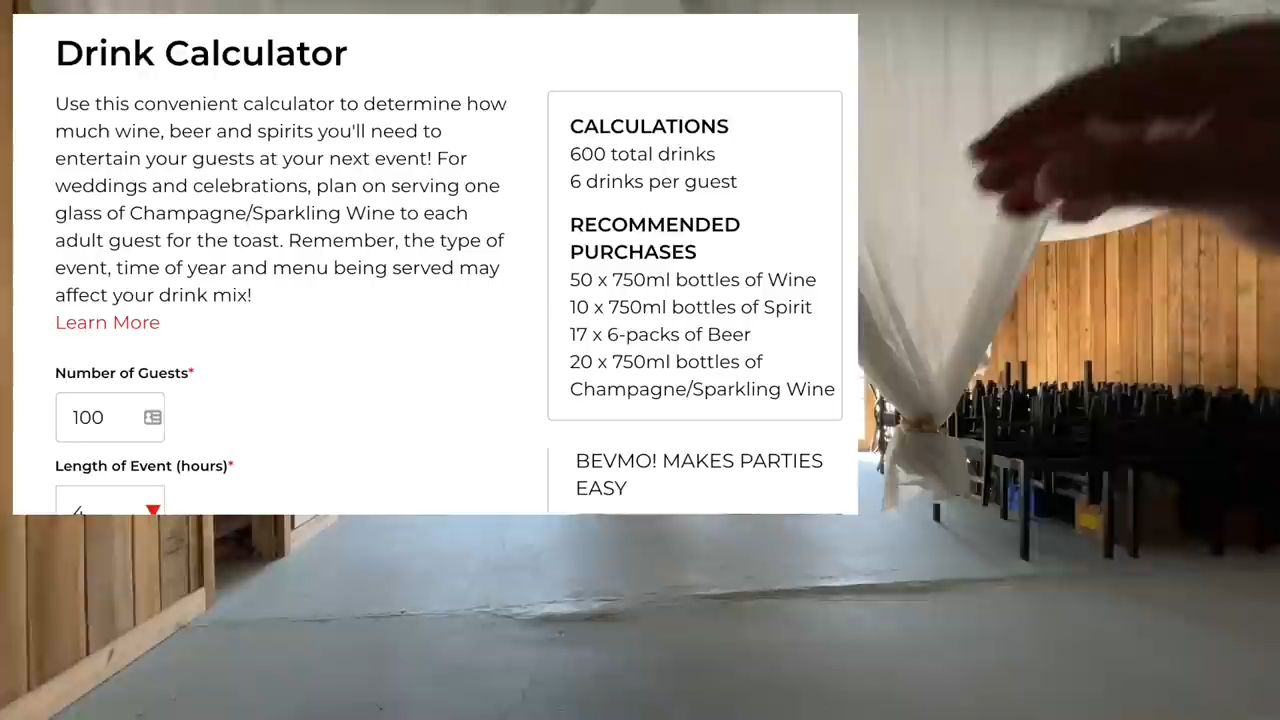 Drink Calculator
Use this convenient calculator to determine how
much wine, beer and spirits you'll need to
entertain your guests at your next event! For
weddings and celebrations, plan on serving one
glass of Champagne/Sparkling Wine to each
adult guest for the toast. Remember, the type of
event, time of year and menu being served may
affect your drink mix!
Learn More
Number of Guests*
100
Length of Event (hours)*
4
CALCULATIONS
600 total drinks
6 drinks per guest
RECOMMENDED
PURCHASES
50 x 750ml bottles of Wine
10 x 750ml bottles of Spirit
17 x 6-packs of Beer
20 x 750ml bottles of
Champagne/Sparkling Wine
BEVMO! MAKES PARTIES
EASY